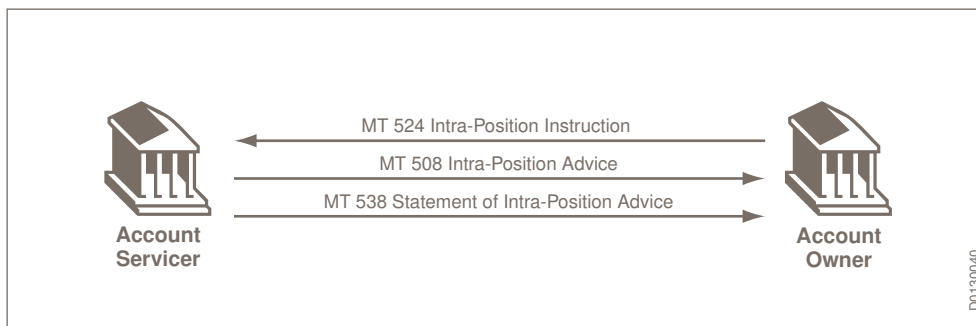 MT 524 Intra-Position Instruction
MT 508 Intra-Position Advice
MT 538 Statement of Intra-Position Advice
Account
Servicer
Account
Owner
D0130040